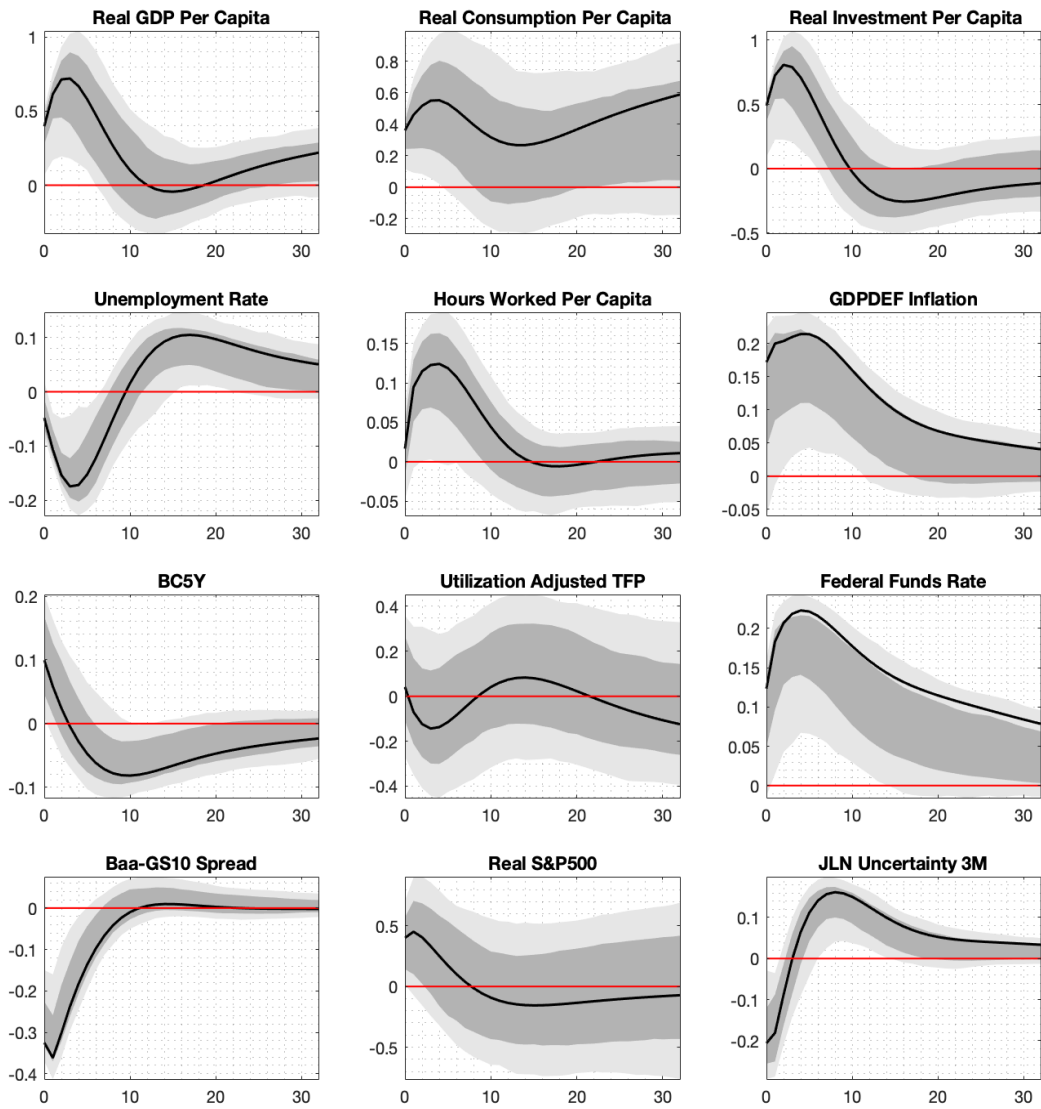 Real GDP Per Capita
1
0.5
0
0 10 20 30
Real Consumption Per Capita
0.8
0.6
0.4
0.2
0
-0.2
0 10 20 30
Real Investment Per Capita
1
0.5
0
-0.5
0 10 20 30
Unemployment Rate
0.1
0
-0.1
-0.2
0 10 20 30
Hours Worked Per Capita
0.15
0.1
0.05
0
-0.05
0 10 20 30
GDPDEF Inflation
0.2
0.15
0.1
0.05
0
-0.05
0 10 20 30
BC5Y
0.2
0.1
0
-0.1
0 10 20 30
Utilization Adjusted TFP
0.4
0.2
0
-0.2
-0.4
0 10 20 30
Federal Funds Rate
0.2
0.15
0.1
0.05
0
0 10 20 30
Baa-GS10 Spread
0
-0.1
-0.2
-0.3
-0.4
0 10 20 30
Real S&P500
0.5
0
-0.5
0 10 20 30
JLN Uncertainty 3M
0.1
0
-0.1
-0.2
0 10 20 30